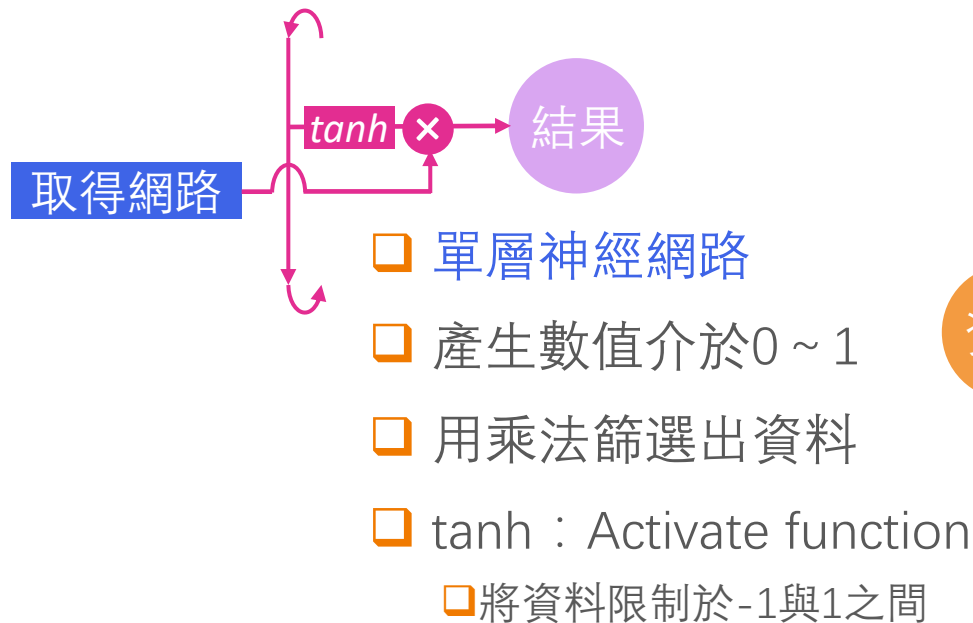 tanh
×
結果
取得網路
單層神經網路
產生數值介於0 ~ 1
用乘法篩選出資料
tanh：Activate function
將資料限制於-1與1之間